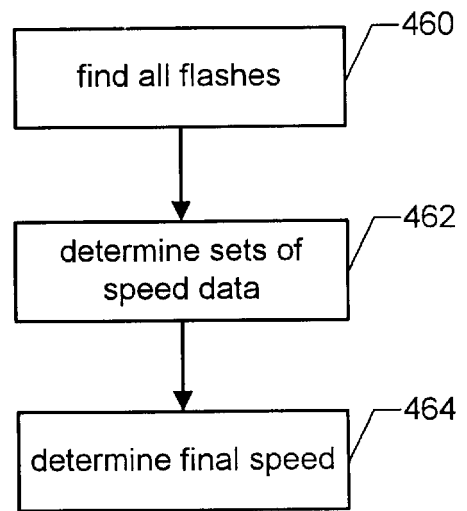 460
find all flashes
462
determine sets of
speed data
464
determine final speed